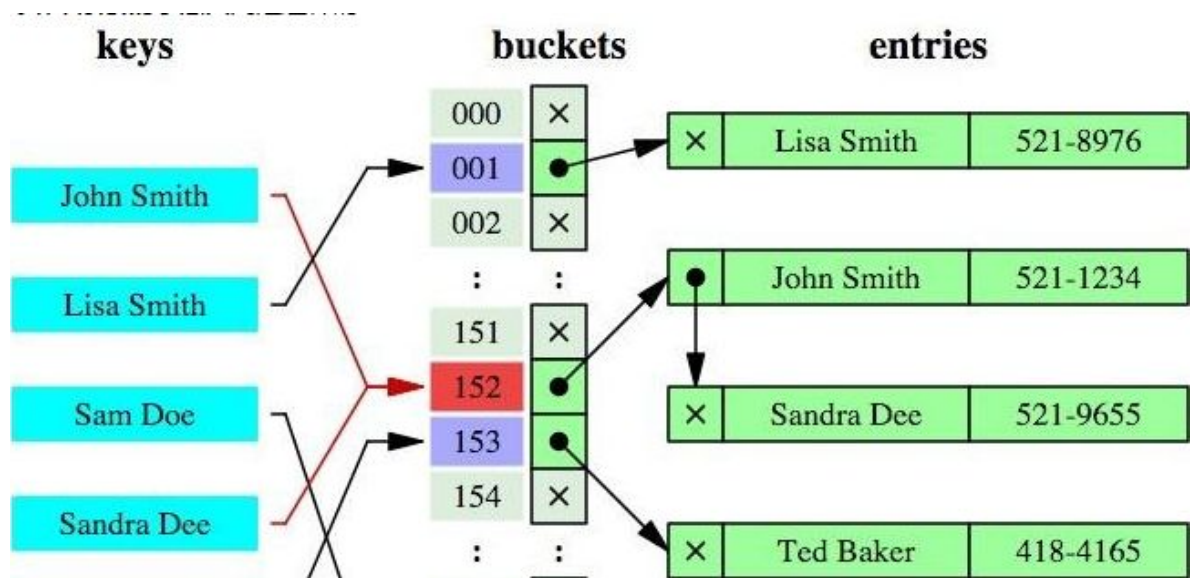 keys
buckets
entries
000 ×
001
002 ×
: :
151 ×
152
153
154 ×
: :
John Smith
Lisa Smith
Sam Doe
Sandra Dee
× Lisa Smith 521-8976
John Smith 521-1234
× Sandra Dee 521-9655
× Ted Baker 418-4165